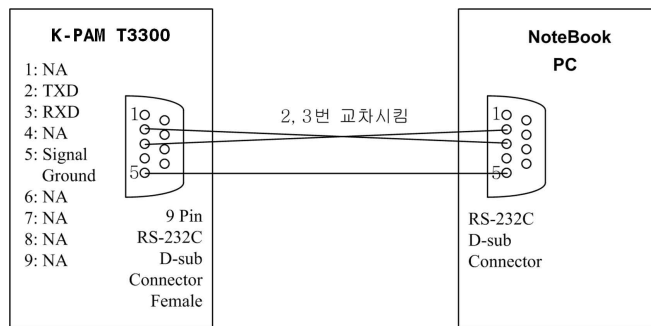 K-PAM T3300
1: NA
2: TXD
3: RXD
4: NA
5: Signal
Ground
6: NA
7: NA
8: NA
9: NA
1
5
9 Pin
RS-232C
D-sub
Connector
Female
2, 3번 교차시킴
NoteBook
PC
1
5
RS-232C
D-sub
Connector